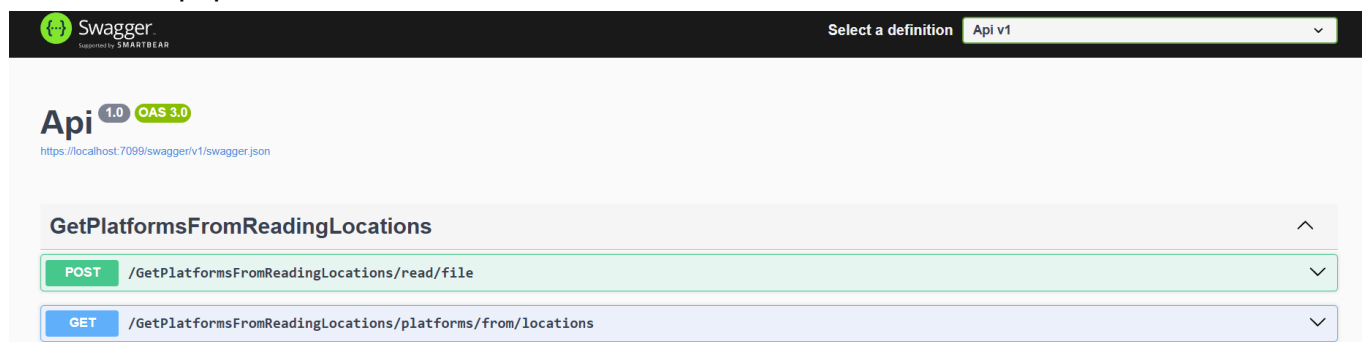 Swagger.
Supported by SMARTBEAR
Select a definition Api v1
Api 1.0 OAS 3.0
https://localhost:7099/swagger/v1/swagger.json
GetPlatformsFromReadingLocations
POST /GetPlatformsFromReadingLocations/read/file
GET /GetPlatformsFromReadingLocations/platforms/from/locations